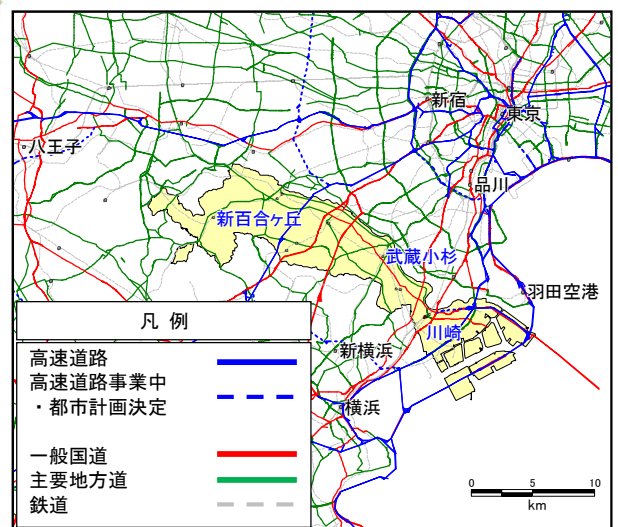 新宿
東京
八王子
品川
新百合ヶ丘
武蔵小杉
羽田空港
川崎
新横浜
横浜
凡 例
高速道路
高速道路事業中
・都市計画決定
一般国道
主要地方道
鉄道
0 5 10
km